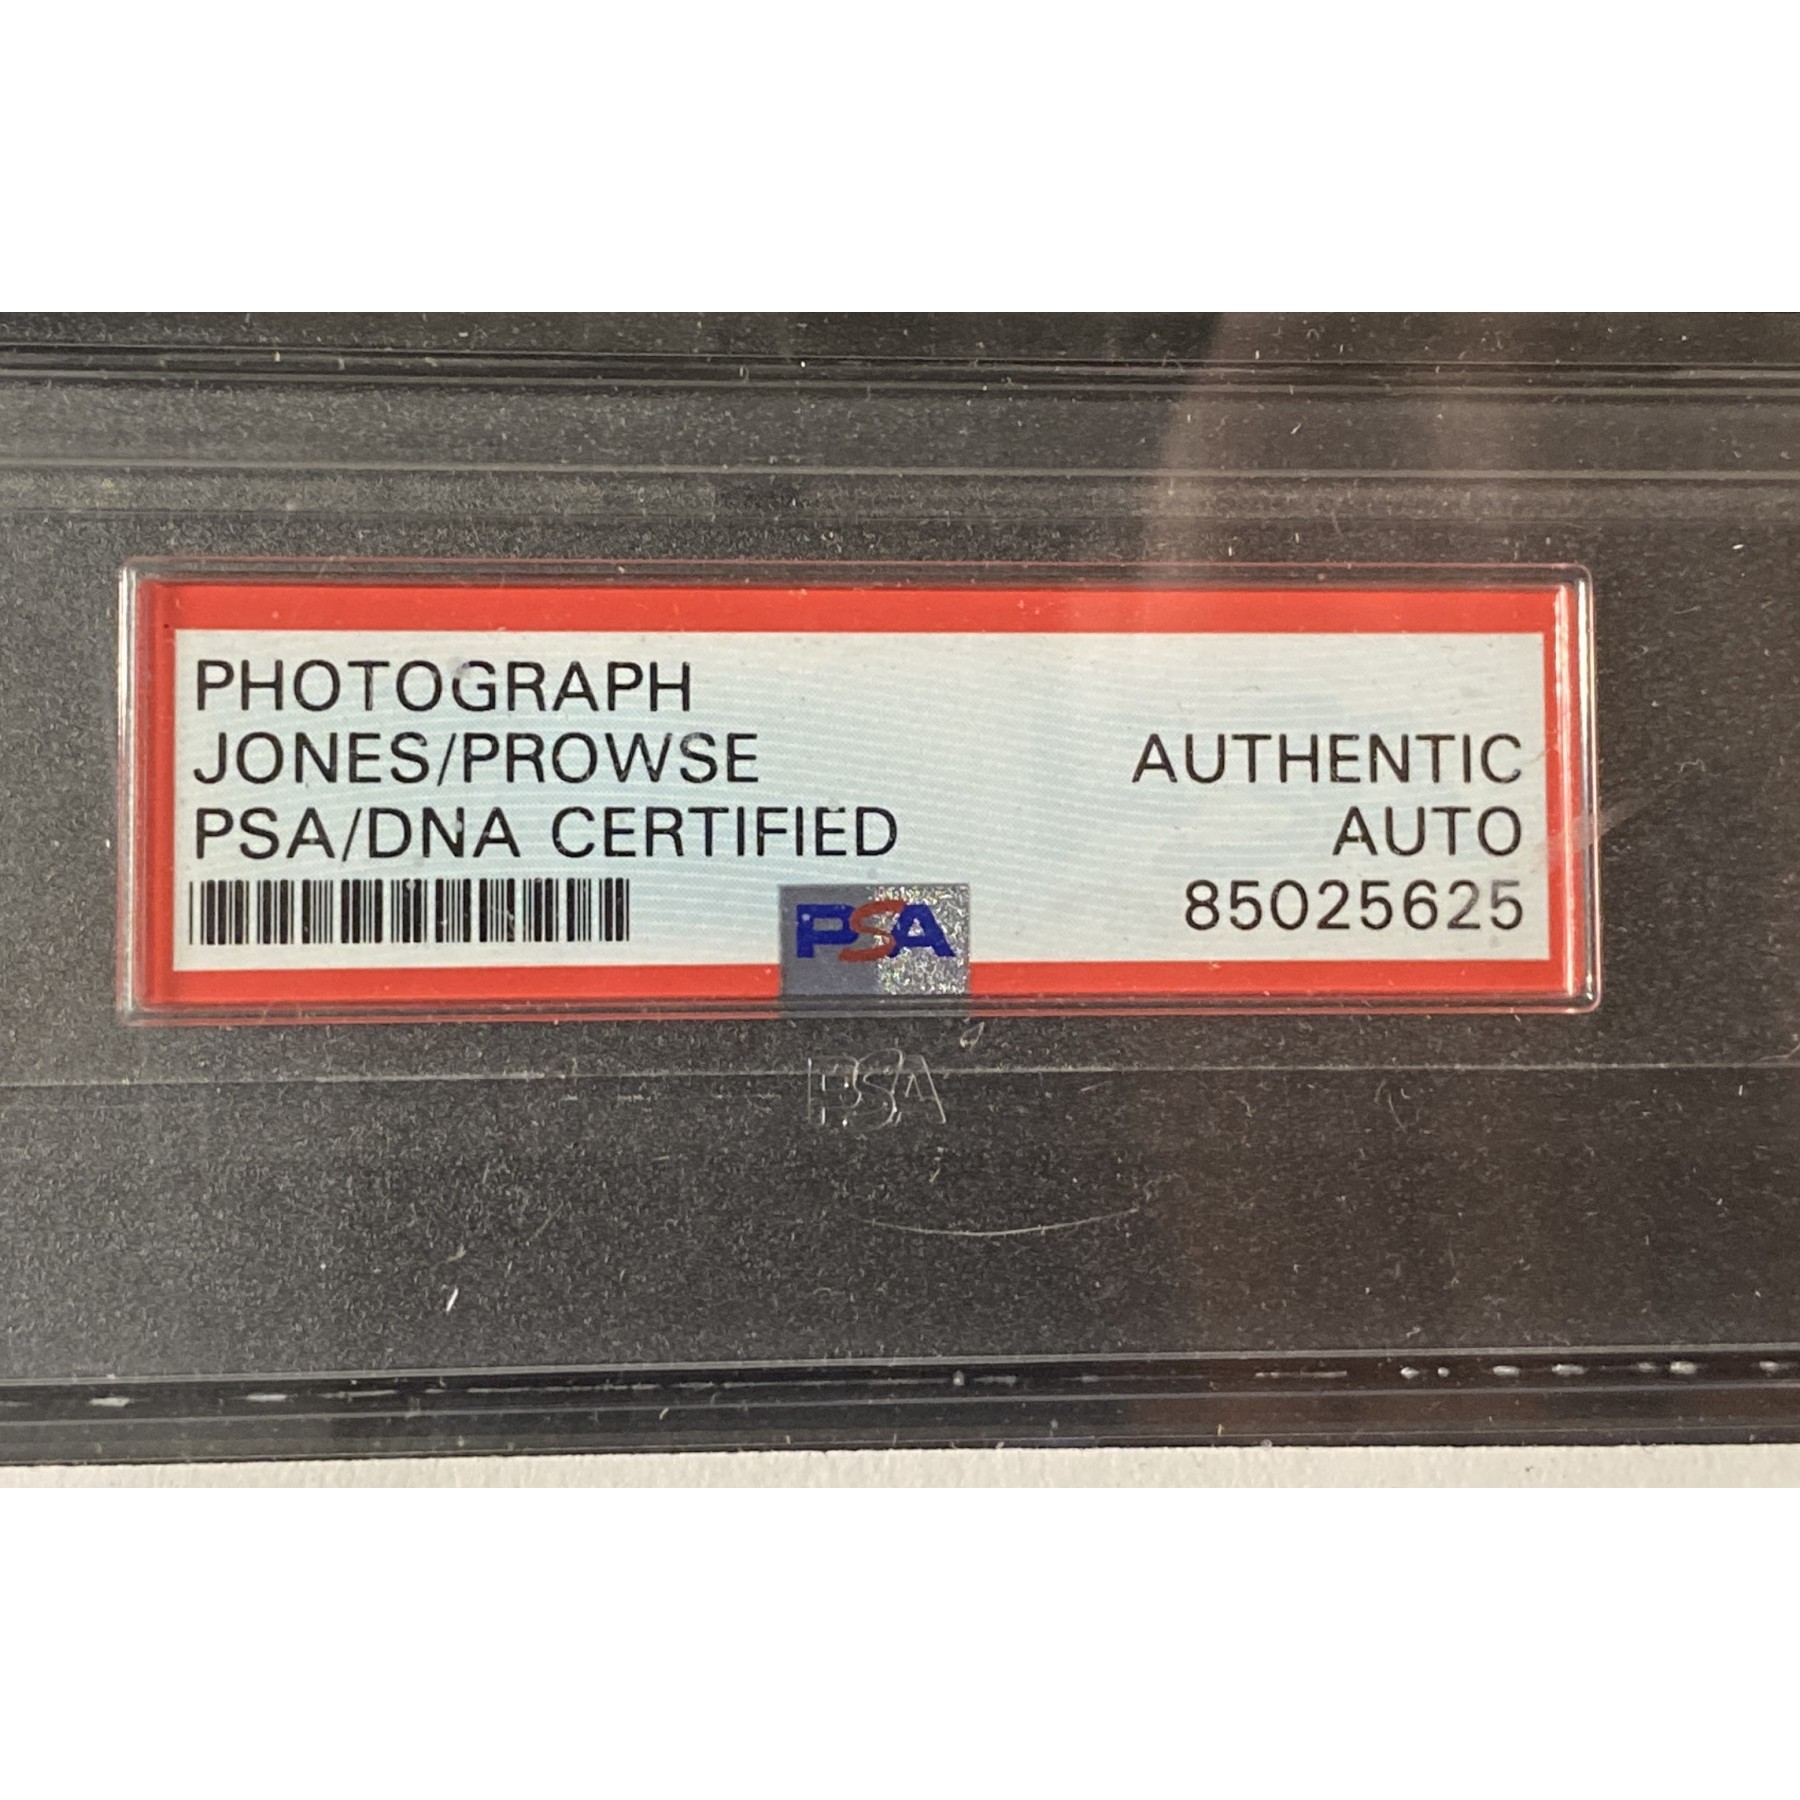 PHOTOGRAPH
JONES/PROWSE
PSA/DNA CERTIFIED
AUTHENTIC
AUTO
85025625
PSA
PSA